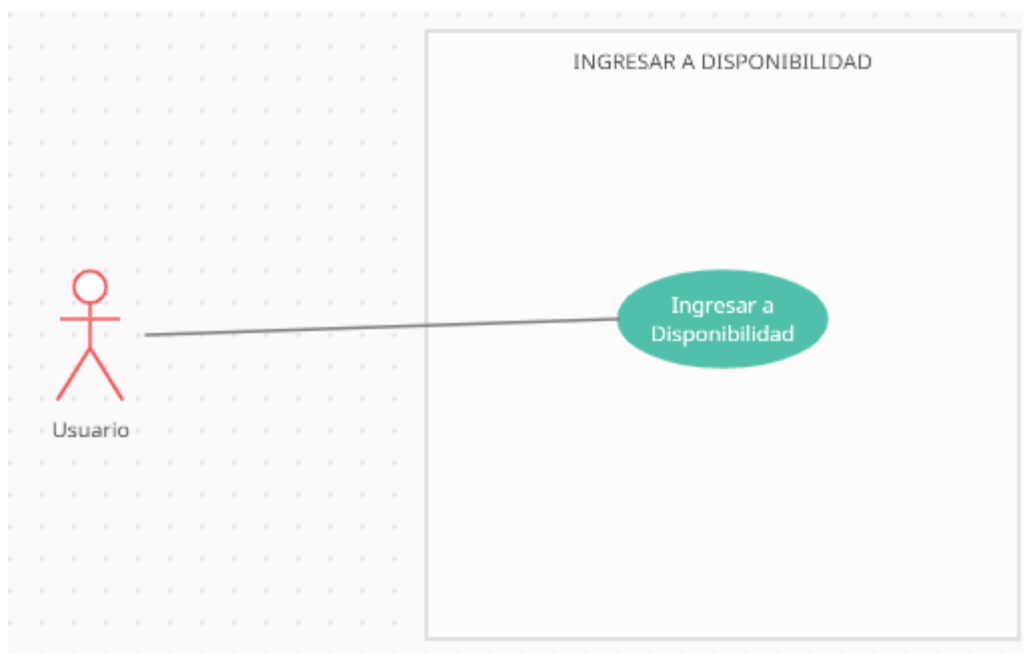 INGRESAR A DISPONIBILIDAD
Ingresar a
Disponibilidad
Usuario